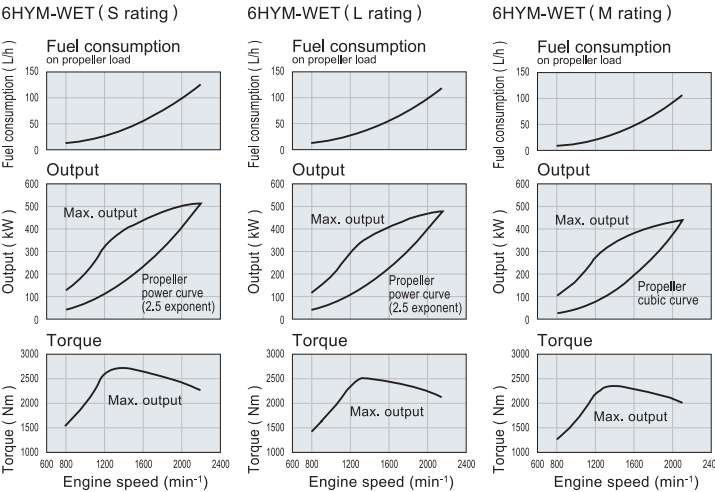 6HYM-WET ( S rating )
Fuel consumption
on propeller load
Fuel consumption ( L/h )
150
100
50
0
Output
Output ( kW )
600
500
400
300
200
100
0
Max. output
Propeller
power curve
(2.5 exponent)
Torque
Torque ( Nm )
3000
2500
2000
1500
1000
Max. output
600 800 1200 1600 2000 2400
Engine speed (min-1)
6HYM-WET ( L rating )
Fuel consumption
on propeller load
Fuel consumption ( L/h )
150
100
50
0
Output
Output ( kW )
600
500
400
300
200
100
0
Max. output
Propeller
power curve
(2.5 exponent)
Torque
Torque ( Nm )
3000
2500
2000
1500
1000
Max. output
600 800 1200 1600 2000 2400
Engine speed (min-1)
6HYM-WET ( M rating )
Fuel consumption
on propeller load
Fuel consumption ( L/h )
150
100
50
0
Output
Output ( kW )
600
500
400
300
200
100
0
Max. output
Propeller
cubic curve
Torque
Torque ( Nm )
3000
2500
2000
1500
1000
Max. output
600 800 1200 1600 2000 2400
Engine speed (min-1)